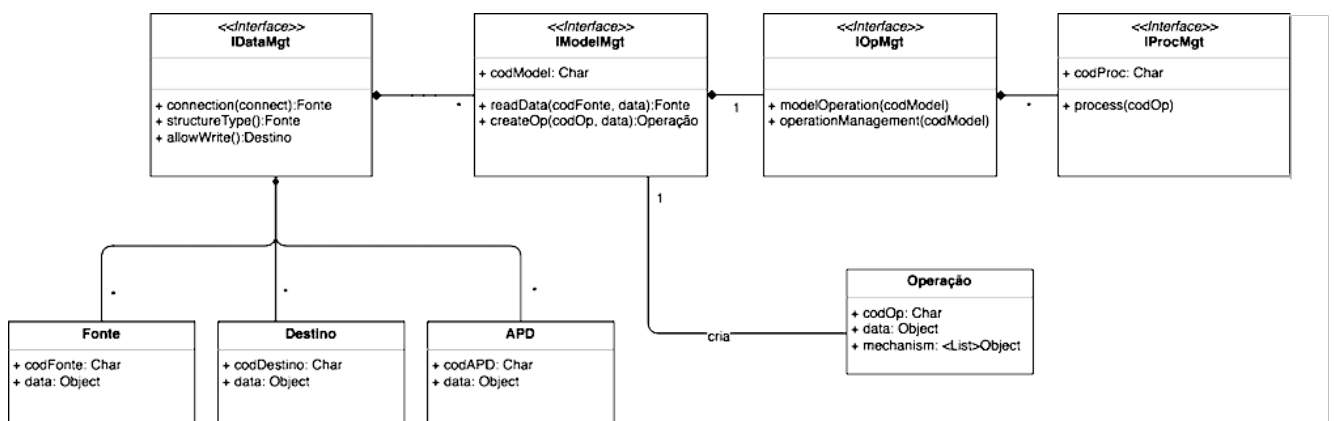 <<Interface>>
IDataMgt
+ connection(connect):Fonte
+ structureType():Fonte
+ allowWrite():Destino
*
<<Interface>>
IModelMgt
+ codModel: Char
+ readData(codFonte, data):Fonte
+ createOp(codOp, data):Operação
1
<<Interface>>
IOpMgt
+ modelOperation(codModel)
+ operationManagement(codModel)
*
<<Interface>>
IProcMgt
+ codProc: Char
+ process(codOp)
1
cria
Operação
+ codOp: Char
+ data: Object
+ mechanism: <List>Object
*
Fonte
+ codFonte: Char
+ data: Object
*
Destino
+ codDestino: Char
+ data: Object
*
APD
+ codAPD: Char
+ data: Object